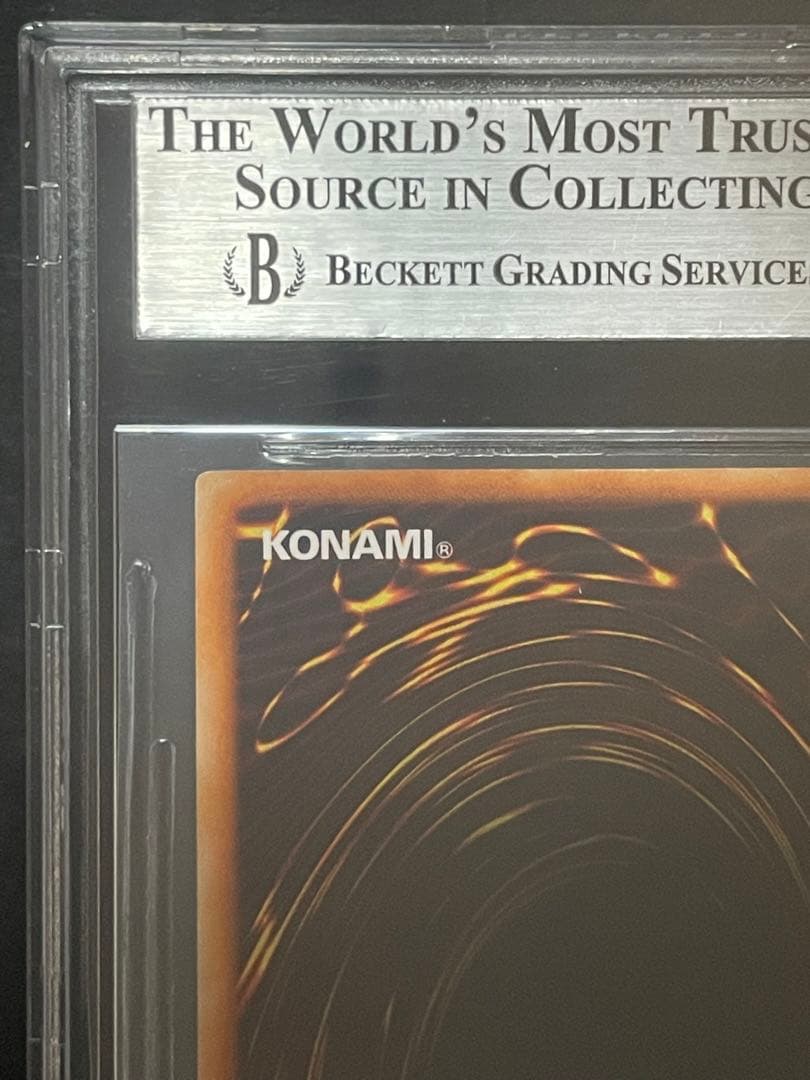 THE WORLD'S MOST TRUS
SOURCE IN COLLECTING
B BECKETT GRADING SERVICE
KONAMI®